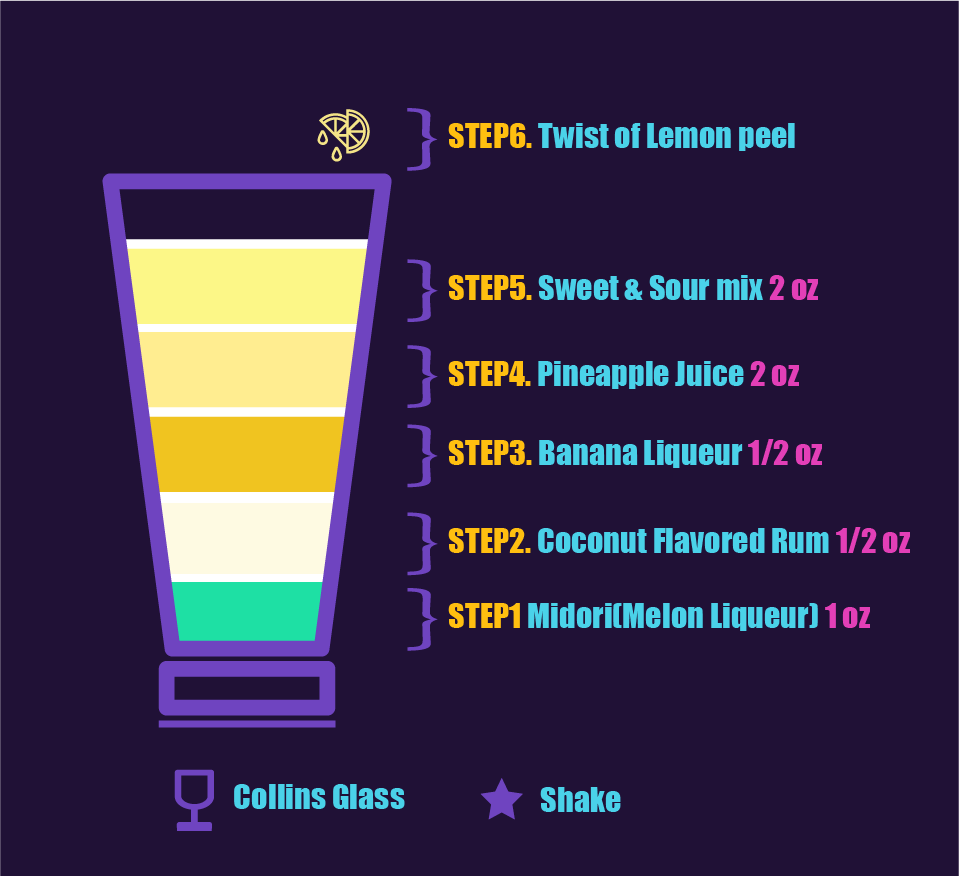 STEP6. Twist of Lemon peel
STEP5. Sweet & Sour mix 2 oz
STEP4. Pineapple Juice 2 oz
STEP3. Banana Liqueur 1/2 oz
STEP2. Coconut Flavored Rum 1/2 oz
STEP1 Midori(Melon Liqueur) 1 oz
Collins Glass
Shake